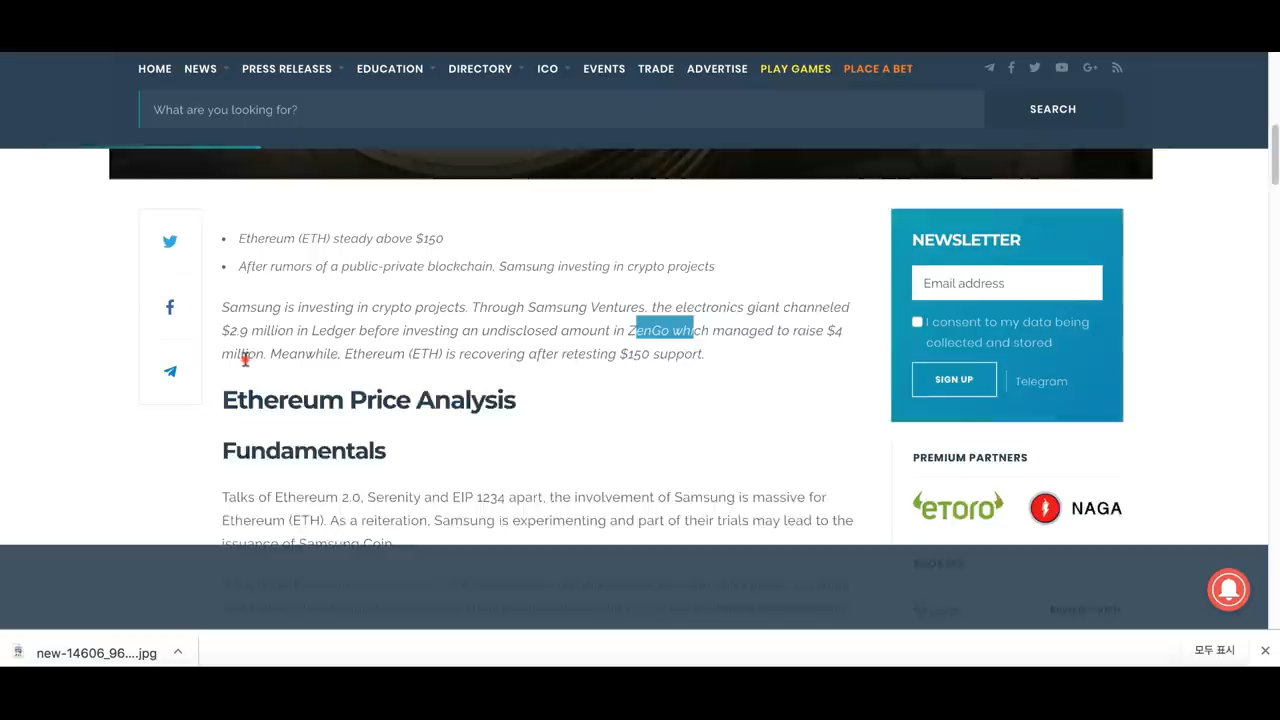 HOME NEWS PRESS RELEASES EDUCATION DIRECTORY ICO EVENTS TRADE ADVERTISE PLAY GAMES PLACE A BET
What are you looking for?
SEARCH
Ethereum (ETH) steady above $150
After rumors of a public-private blockchain, Samsung investing in crypto projects
Samsung is investing in crypto projects. Through Samsung Ventures, the electronics giant channeled
$2.9 million in Ledger before investing an undisclosed amount in ZenGo which managed to raise $4
million. Meanwhile, Ethereum (ETH) is recovering after retesting $150 support.
Ethereum Price Analysis
Fundamentals
Talks of Ethereum 2.0, Serenity and EIP 1234 apart, the involvement of Samsung is massive for
Ethereum (ETH). As a reiteration, Samsung is experimenting and part of their trials may lead to the
issuance of Samsung Coin.
NEWSLETTER
Email address
I consent to my data being
collected and stored
SIGN UP
Telegram
PREMIUM PARTNERS
eToro
NAGA
new-14606_96....jpg
모두 표시